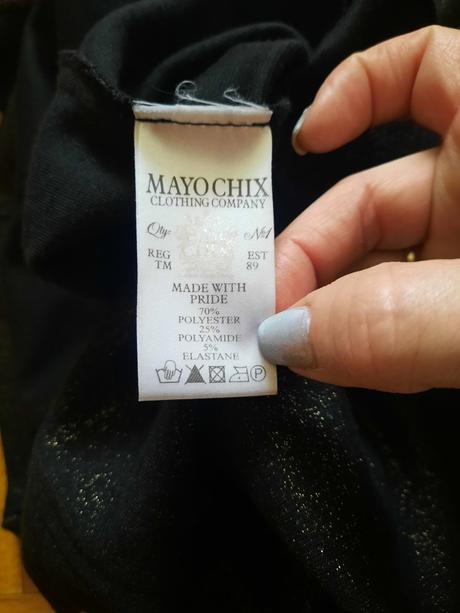 MAYO CHIX
CLOTHING COMPANY
Qty: No1
REG EST
TM 89
MADE WITH
PRIDE
70%
POLYESTER
25%
POLYAMIDE
5%
ELASTANE
P